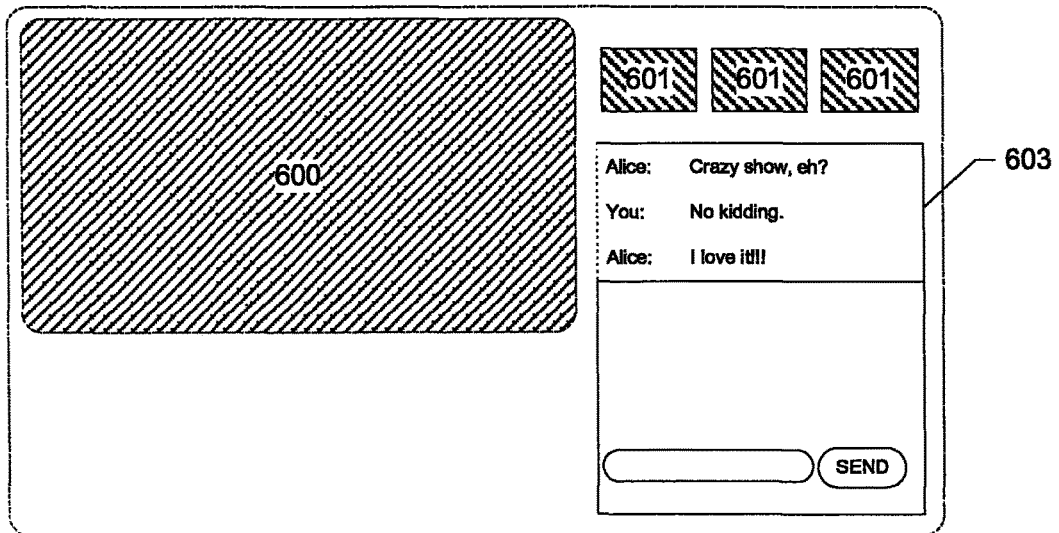 600
601 601 601
603
Alice: Crazy show, eh?
You: No kidding.
Alice: I love it!!!
SEND